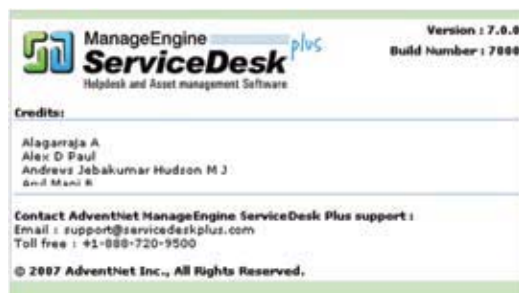 ManageEngine
ServiceDesk plus
Helpdesk and Asset management Software
Version : 7.0.0
Build Number : 7000
Credits:
Alagarraja A
Alex D Paul
Andrews Jebakumar Hudson M J
Anil Mani B
Contact AdventNet ManageEngine ServiceDesk Plus support :
Email : support@servicedeskplus.com
Toll free : +1-888-720-9500
© 2007 AdventNet Inc., All Rights Reserved.